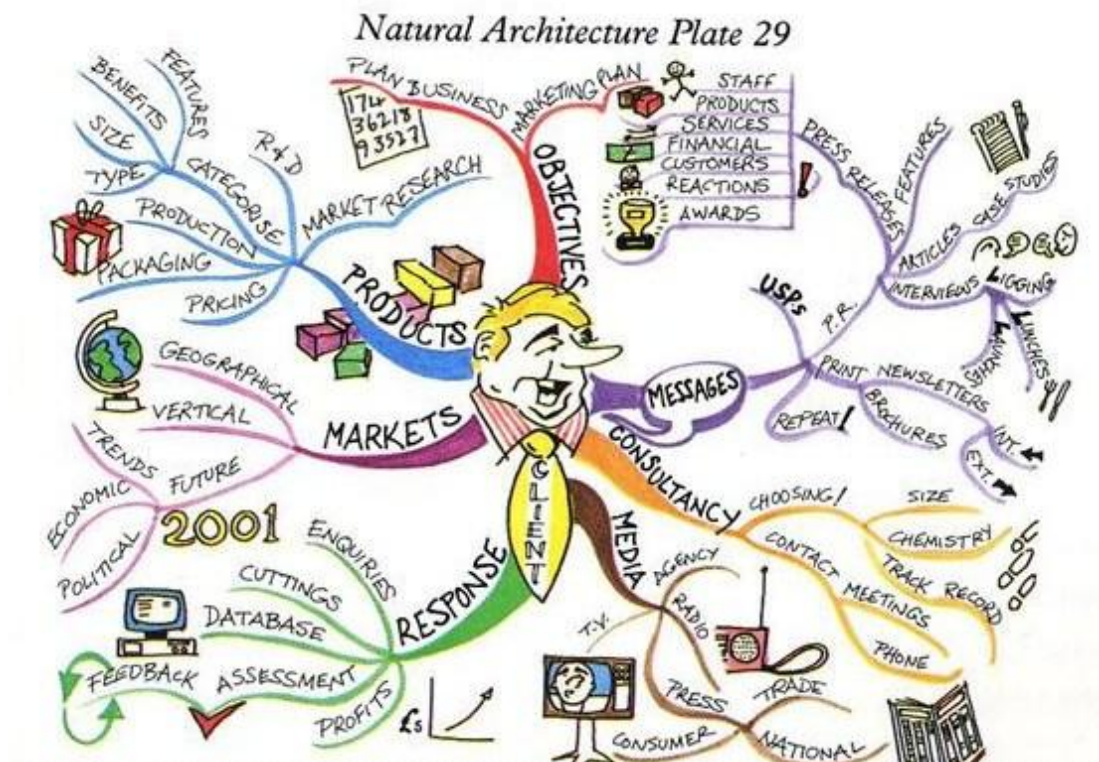 Natural Architecture Plate 29
PLAN BUSINESS
MARKETING PLAN
OBJECTIVES
174
36218
93527
STAFF
PRODUCTS
SERVICES
FINANCIAL
CUSTOMERS
REACTIONS
AWARDS
!
PRESS RELEASES
FEATURES
ARTICLES
CASE STUDIES
INTERVIEWS
LIGGING
LUNCHES
LAUNCHES
P.R.
USPs
MESSAGES
PRINT
NEWSLETTERS
BROCHURES
REPEAT!
INT.
EXT.
CONSULTANCY
CHOOSING!
SIZE
CHEMISTRY
TRACK RECORD
CONTACT
MEETINGS
PHONE
MEDIA
AGENCY
RADIO
T.V.
PRESS
TRADE
CONSUMER
NATIONAL
CLIENT
RESPONSE
ENQUIRIES
CUTTINGS
DATABASE
ASSESSMENT
FEEDBACK
PROFITS
£s
MARKETS
GEOGRAPHICAL
VERTICAL
FUTURE
TRENDS
ECONOMIC
POLITICAL
2001
PRODUCTS
MARKET RESEARCH
R&D
CATEGORISE
FEATURES
BENEFITS
SIZE
TYPE
PRODUCTION
PACKAGING
PRICING